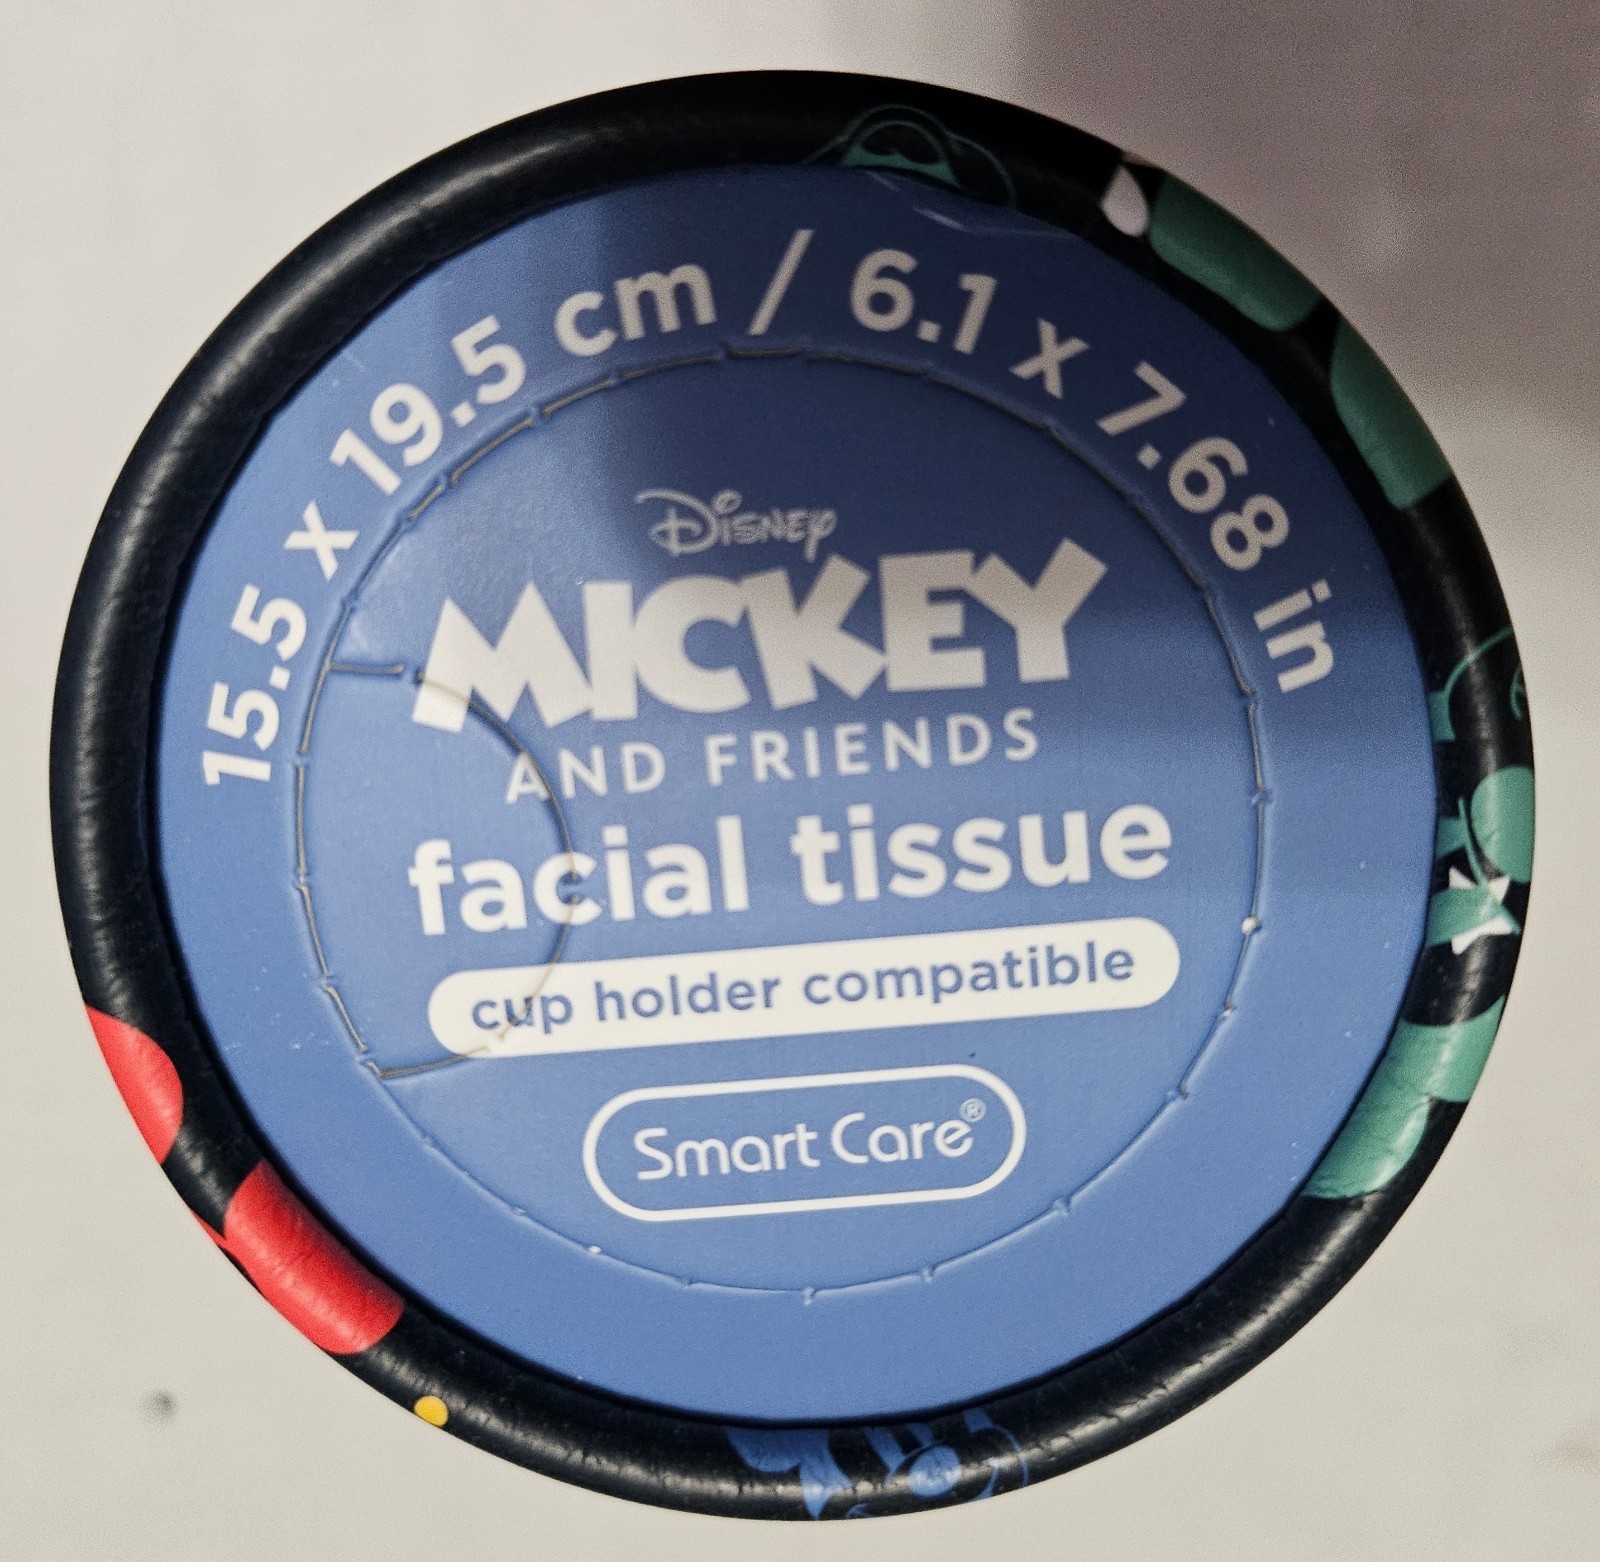 15.5 x 19.5 cm / 6.1 x 7.68 in
Disney
MICKEY
AND FRIENDS
facial tissue
cup holder compatible
Smart Care®